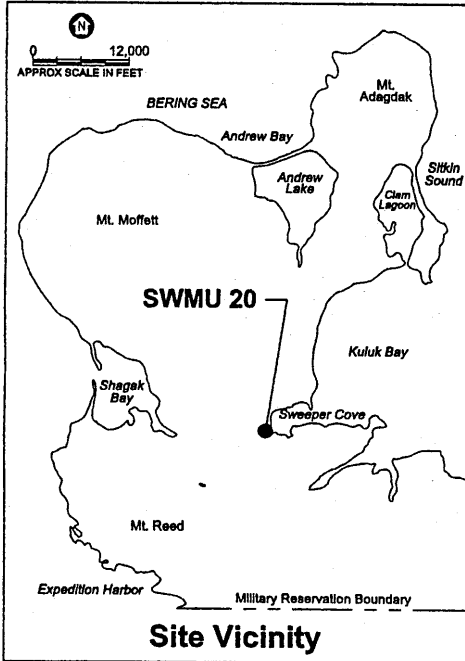 N
0 12,000
APPROX SCALE IN FEET
BERING SEA
Mt.
Adagdak
Andrew Bay
Andrew
Lake
Sitkin
Sound
Clam
Lagoon
Mt. Moffett
SWMU 20
Kuluk Bay
Shagak
Bay
Sweeper Cove
Mt. Reed
Expedition Harbor
Military Reservation Boundary
Site Vicinity